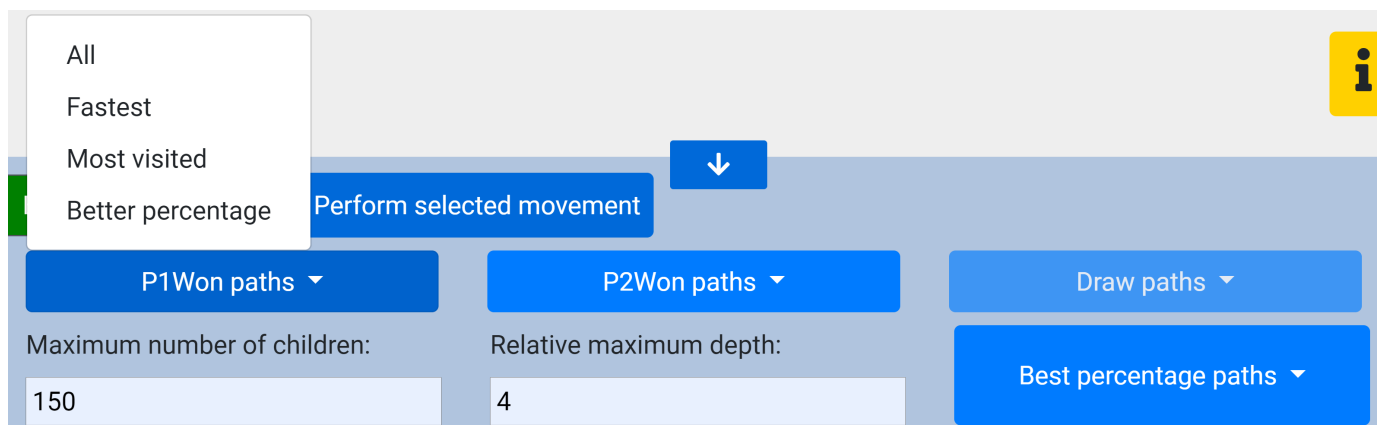 All
Fastest
Most visited
Better percentage
Perform selected movement
P1Won paths
P2Won paths
Draw paths
Maximum number of children:
Relative maximum depth:
Best percentage paths
150
4